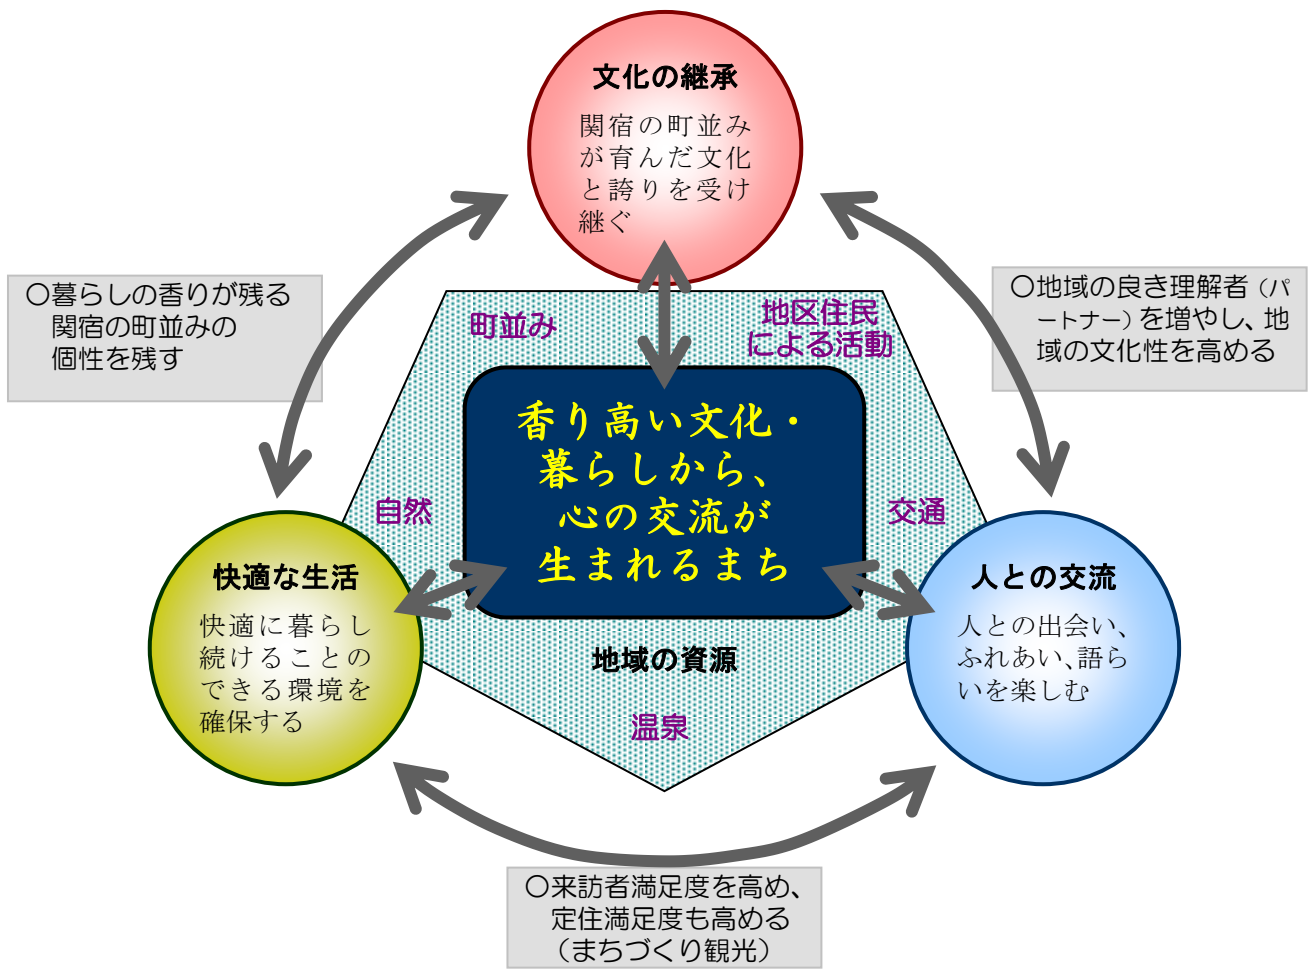 文化の継承
関宿の町並み
が育んだ文化
と誇りを受け
継ぐ
〇暮らしの香りが残る
関宿の町並みの
個性を残す
〇地域の良き理解者（パ
ートナー）を増やし、地
域の文化性を高める
町並み
地区住民
による活動
香り高い文化・
暮らしから、
心の交流が
生まれるまち
自然
交通
快適な生活
快適に暮らし
続けることの
できる環境を
確保する
人との交流
人との出会い、
ふれあい、語ら
いを楽しむ
地域の資源
温泉
〇来訪者満足度を高め、
定住満足度も高める
（まちづくり観光）